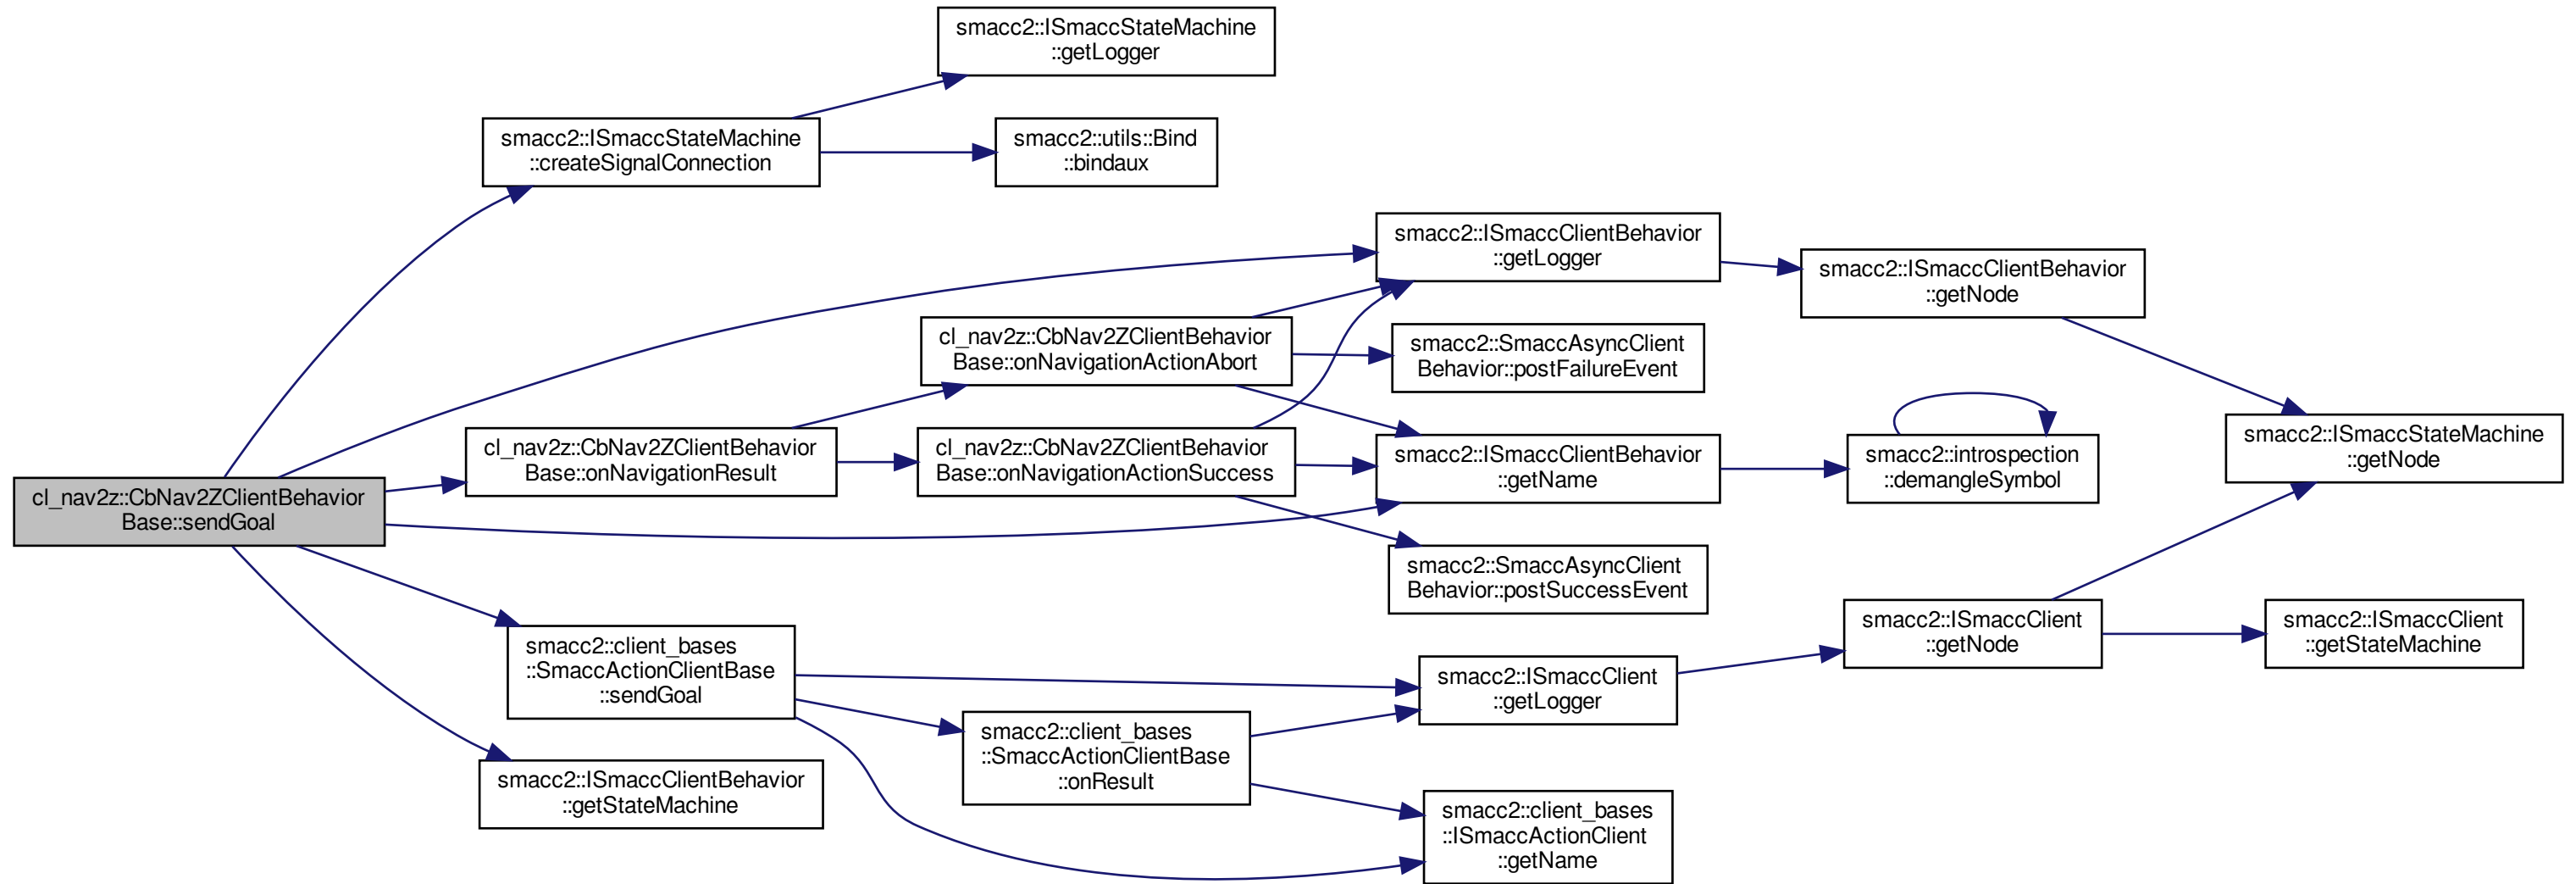 smacc2::ISmaccStateMachine
::getLogger
smacc2::ISmaccStateMachine
::createSignalConnection
smacc2::utils::Bind
::bindaux
smacc2::ISmaccClientBehavior
::getLogger
smacc2::ISmaccClientBehavior
::getNode
cl_nav2z::CbNav2ZClientBehavior
Base::onNavigationActionAbort
smacc2::SmaccAsyncClient
Behavior::postFailureEvent
cl_nav2z::CbNav2ZClientBehavior
Base::onNavigationResult
cl_nav2z::CbNav2ZClientBehavior
Base::onNavigationActionSuccess
smacc2::ISmaccClientBehavior
::getName
smacc2::introspection
::demangleSymbol
smacc2::ISmaccStateMachine
::getNode
cl_nav2z::CbNav2ZClientBehavior
Base::sendGoal
smacc2::SmaccAsyncClient
Behavior::postSuccessEvent
smacc2::client_bases
::SmaccActionClientBase
::sendGoal
smacc2::ISmaccClient
::getLogger
smacc2::ISmaccClient
::getNode
smacc2::ISmaccClient
::getStateMachine
smacc2::client_bases
::SmaccActionClientBase
::onResult
smacc2::ISmaccClientBehavior
::getStateMachine
smacc2::client_bases
::ISmaccActionClient
::getName